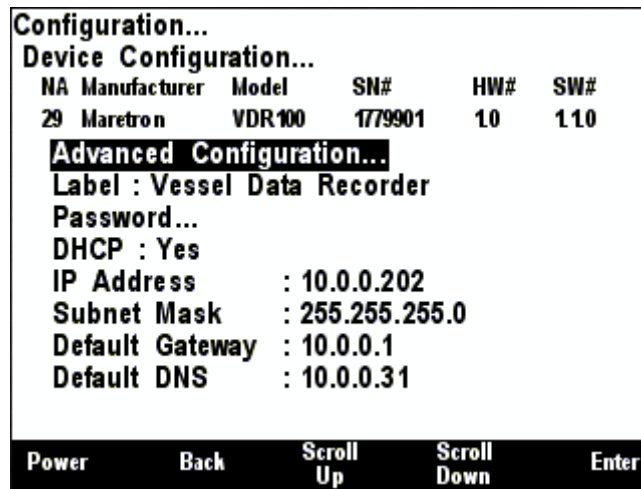 Configuration...
Device Configuration...
NA Manufacturer Model SN# HW# SW#
29 Maretron VDR100 1779901 1.0 1.1.0
Advanced Configuration...
Label : Vessel Data Recorder
Password...
DHCP : Yes
IP Address : 10.0.0.202
Subnet Mask : 255.255.255.0
Default Gateway : 10.0.0.1
Default DNS : 10.0.0.31
Power Back Scroll Up Scroll Down Enter